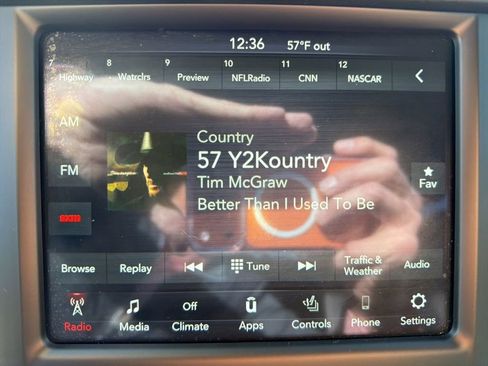 12:36 57°F out
7 8 9 10 11 12
Highway Watrclrs Preview NFLRadio CNN NASCAR
AM
FM
sxm
Country
57 Y2Kountry
Tim McGraw
Better Than I Used To Be
Fav
Browse Replay Tune Traffic & Weather Audio
Off
Radio Media Climate Apps Controls Phone Settings